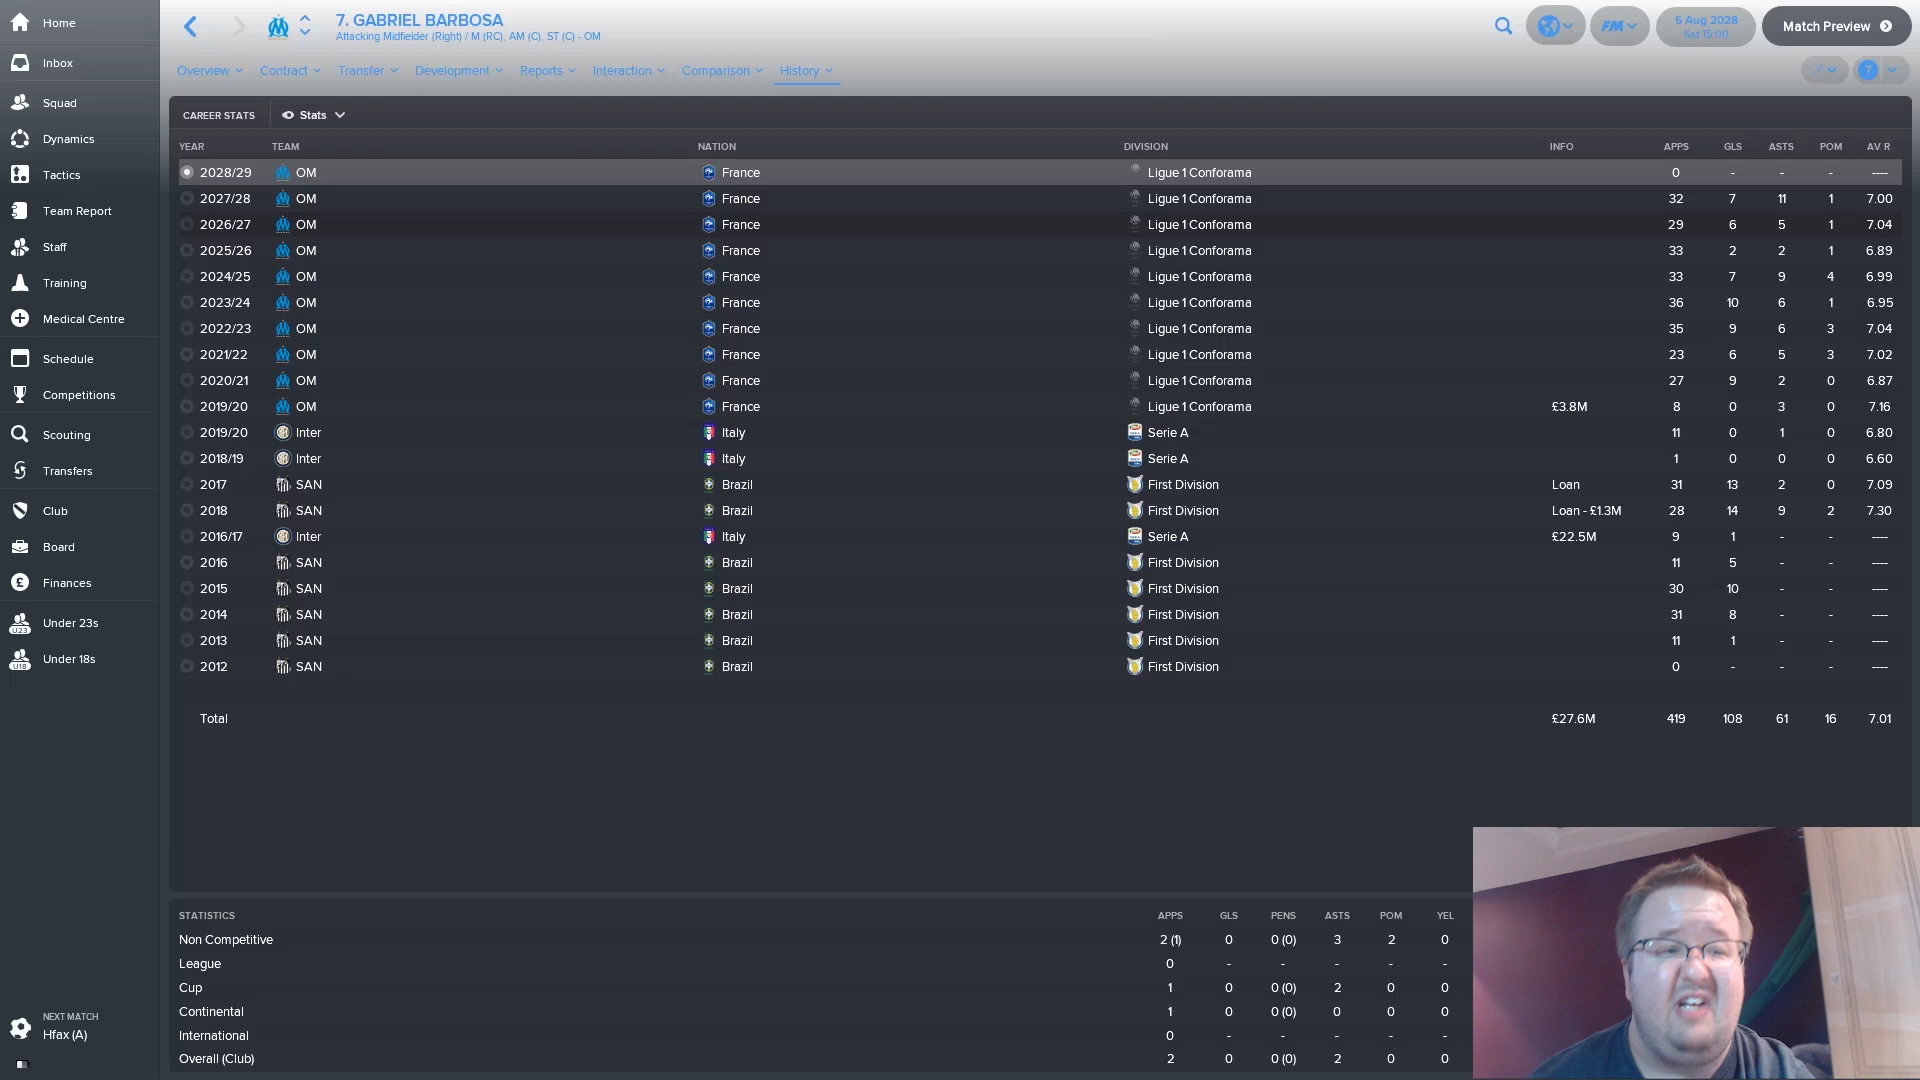 Home
Inbox
Squad
Dynamics
Tactics
Team Report
Staff
Training
Medical Centre
Schedule
Competitions
Scouting
Transfers
Club
Board
£ Finances
U23 Under 23s
U18 Under 18s
NEXT MATCH
Hfax (A)
7. GABRIEL BARBOSA
Attacking Midfielder (Right) / M (RC), AM (C), ST (C) - OM
FM
5 Aug 2028
Sat 15:00
Match Preview
Overview Contract Transfer Development Reports Interaction Comparison History
?
CAREER STATS Stats
YEAR TEAM NATION DIVISION INFO APPS GLS ASTS POM AV R
2028/29 OM France Ligue 1 Conforama 0 - - - ----
2027/28 OM France Ligue 1 Conforama 32 7 11 1 7.00
2026/27 OM France Ligue 1 Conforama 29 6 5 1 7.04
2025/26 OM France Ligue 1 Conforama 33 2 2 1 6.89
2024/25 OM France Ligue 1 Conforama 33 7 9 4 6.99
2023/24 OM France Ligue 1 Conforama 36 10 6 1 6.95
2022/23 OM France Ligue 1 Conforama 35 9 6 3 7.04
2021/22 OM France Ligue 1 Conforama 23 6 5 3 7.02
2020/21 OM France Ligue 1 Conforama 27 9 2 0 6.87
2019/20 OM France Ligue 1 Conforama £3.8M 8 0 3 0 7.16
2019/20 Inter Italy Serie A 11 0 1 0 6.80
2018/19 Inter Italy Serie A 1 0 0 0 6.60
2017 SAN Brazil First Division Loan 31 13 2 0 7.09
2018 SAN Brazil First Division Loan - £1.3M 28 14 9 2 7.30
2016/17 Inter Italy Serie A £22.5M 9 1 - - ----
2016 SAN Brazil First Division 11 5 - - ----
2015 SAN Brazil First Division 30 10 - - ----
2014 SAN Brazil First Division 31 8 - - ----
2013 SAN Brazil First Division 11 1 - - ----
2012 SAN Brazil First Division 0 - - - ----
Total £27.6M 419 108 61 16 7.01
STATISTICS APPS GLS PENS ASTS POM YEL
Non Competitive 2 (1) 0 0 (0) 3 2 0
League 0 - - - - -
Cup 1 0 0 (0) 2 0 0
Continental 1 0 0 (0) 0 0 0
International 0 - - - - -
Overall (Club) 2 0 0 (0) 2 0 0